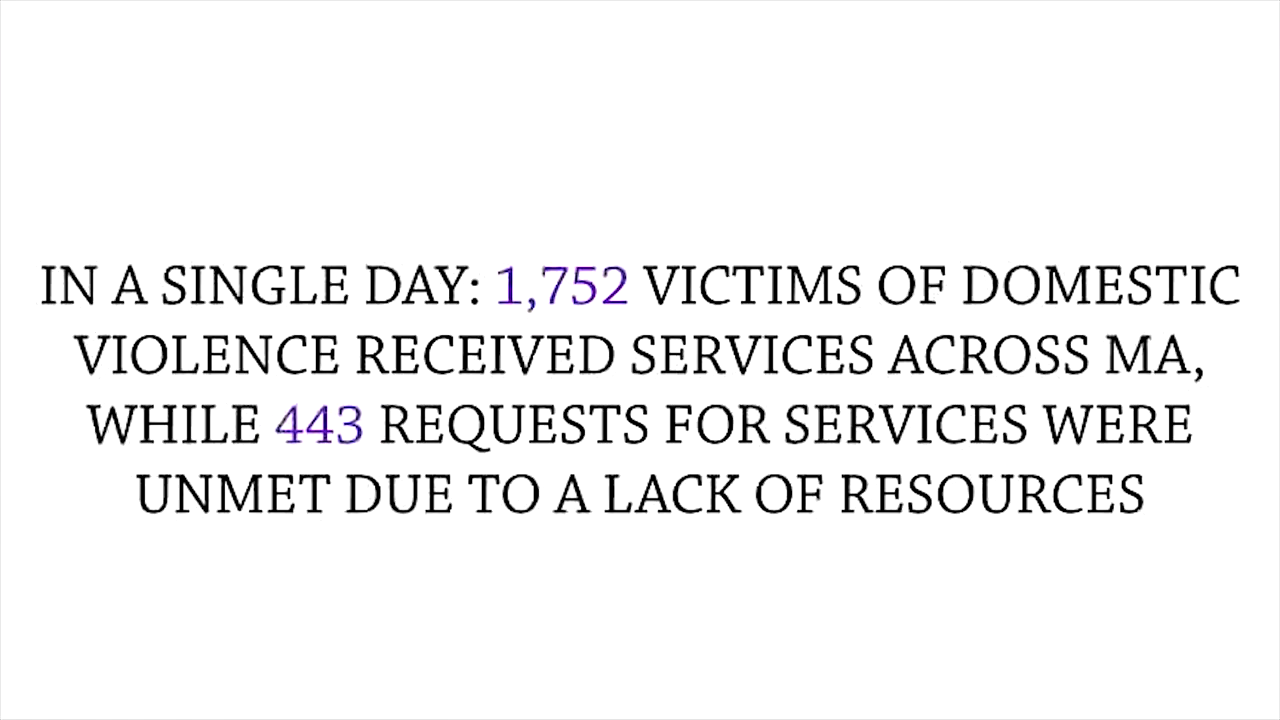 IN A SINGLE DAY: 1,752 VICTIMS OF DOMESTIC
VIOLENCE RECEIVED SERVICES ACROSS MA,
WHILE 443 REQUESTS FOR SERVICES WERE
UNMET DUE TO A LACK OF RESOURCES